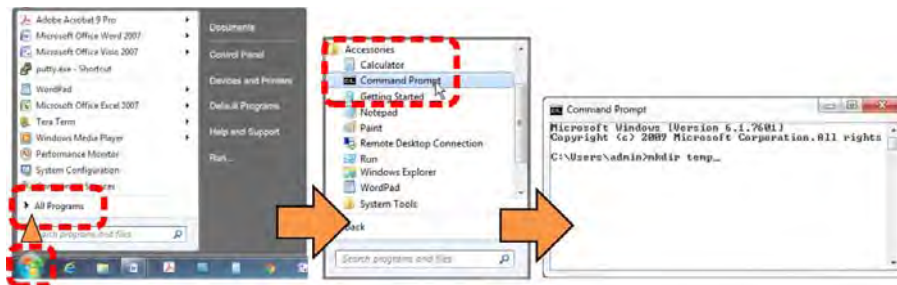 Adobe Acrobat 9 Pro
Microsoft Office Word 2007
Microsoft Office Visio 2007
putty.exe - Shortcut
WordPad
Microsoft Office Excel 2007
Tera Term
Windows Media Player
Performance Monitor
System Configuration
Services
All Programs
Search programs and files
Documents
Control Panel
Devices and Printers
Default Programs
Help and Support
Run...
Accessories
Calculator
Command Prompt
Getting Started
Notepad
Paint
Remote Desktop Connection
Run
Windows Explorer
WordPad
System Tools
Back
Search programs and files
Command Prompt
Microsoft Windows [Version 6.1.7601]
Copyright (c) 2009 Microsoft Corporation.All rights
C:\Users\admin>mkdir temp_